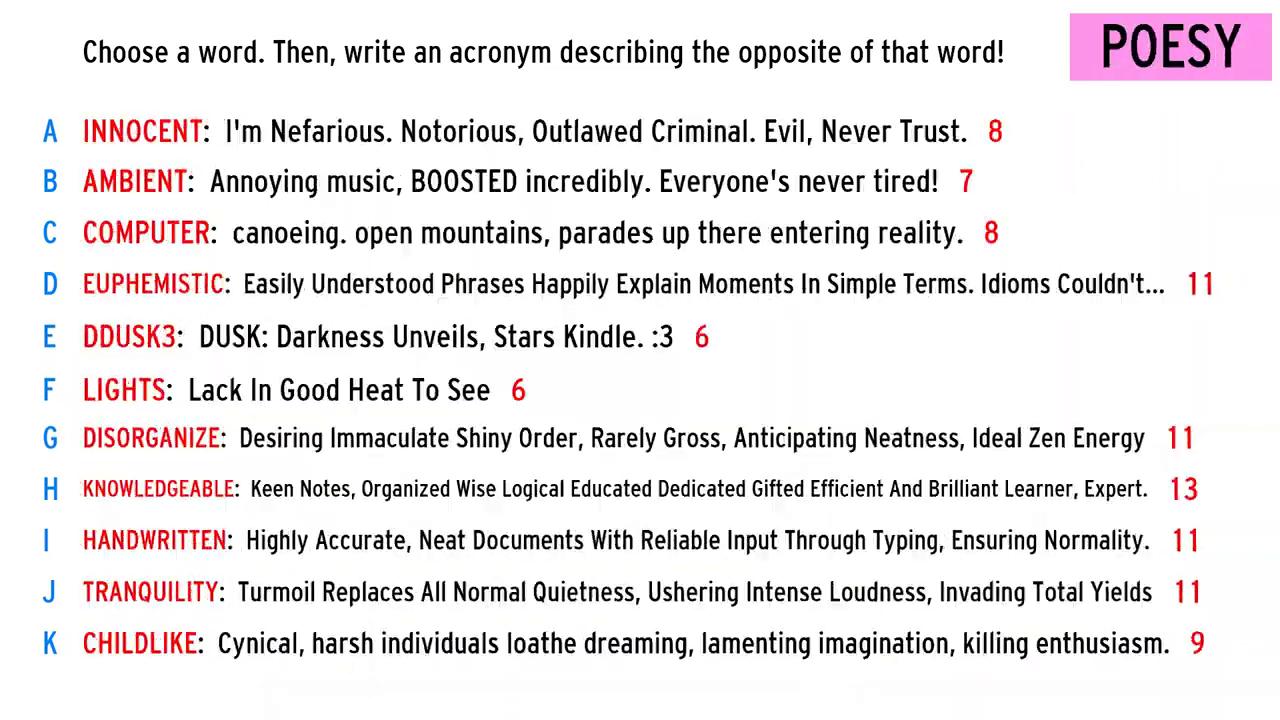 Choose a word. Then, write an acronym describing the opposite of that word!
POESY
A INNOCENT: I'm Nefarious. Notorious, Outlawed Criminal. Evil, Never Trust. 8
B AMBIENT: Annoying music, BOOSTED incredibly. Everyone's never tired! 7
C COMPUTER: canoeing. open mountains, parades up there entering reality. 8
D EUPHEMISTIC: Easily Understood Phrases Happily Explain Moments In Simple Terms. Idioms Couldn't... 11
E DDUSK3: DUSK: Darkness Unveils, Stars Kindle. :3 6
F LIGHTS: Lack In Good Heat To See 6
G DISORGANIZE: Desiring Immaculate Shiny Order, Rarely Gross, Anticipating Neatness, Ideal Zen Energy 11
H KNOWLEDGEABLE: Keen Notes, Organized Wise Logical Educated Dedicated Gifted Efficient And Brilliant Learner, Expert. 13
I HANDWRITTEN: Highly Accurate, Neat Documents With Reliable Input Through Typing, Ensuring Normality. 11
J TRANQUILITY: Turmoil Replaces All Normal Quietness, Ushering Intense Loudness, Invading Total Yields 11
K CHILDLIKE: Cynical, harsh individuals loathe dreaming, lamenting imagination, killing enthusiasm. 9